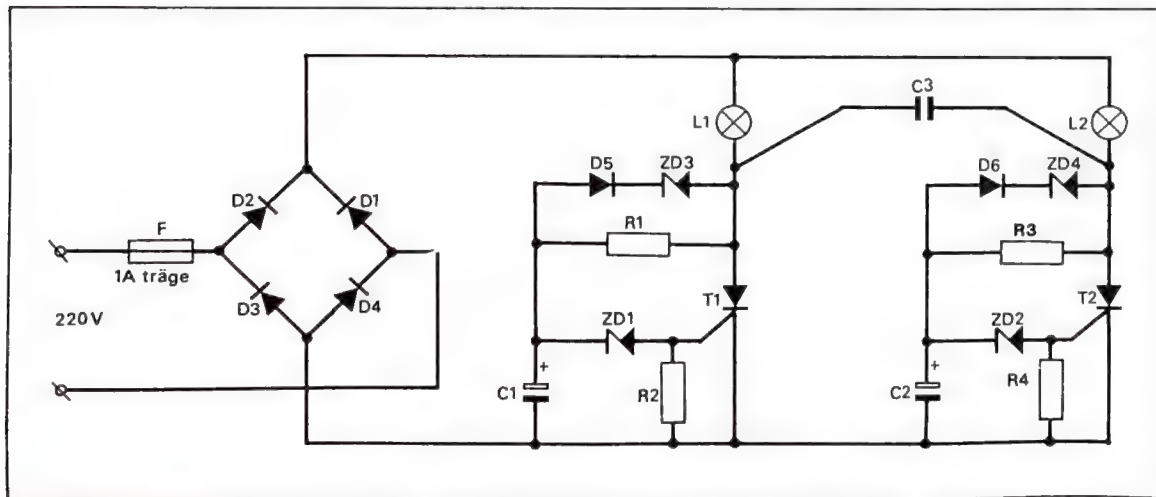 C3
L1
L2
D5
ZD3
D6
ZD4
D2
D1
F
R1
R3
1A träge
T1
T2
D3
D4
220V
ZD1
ZD2
+
+
C1
R2
C2
R4